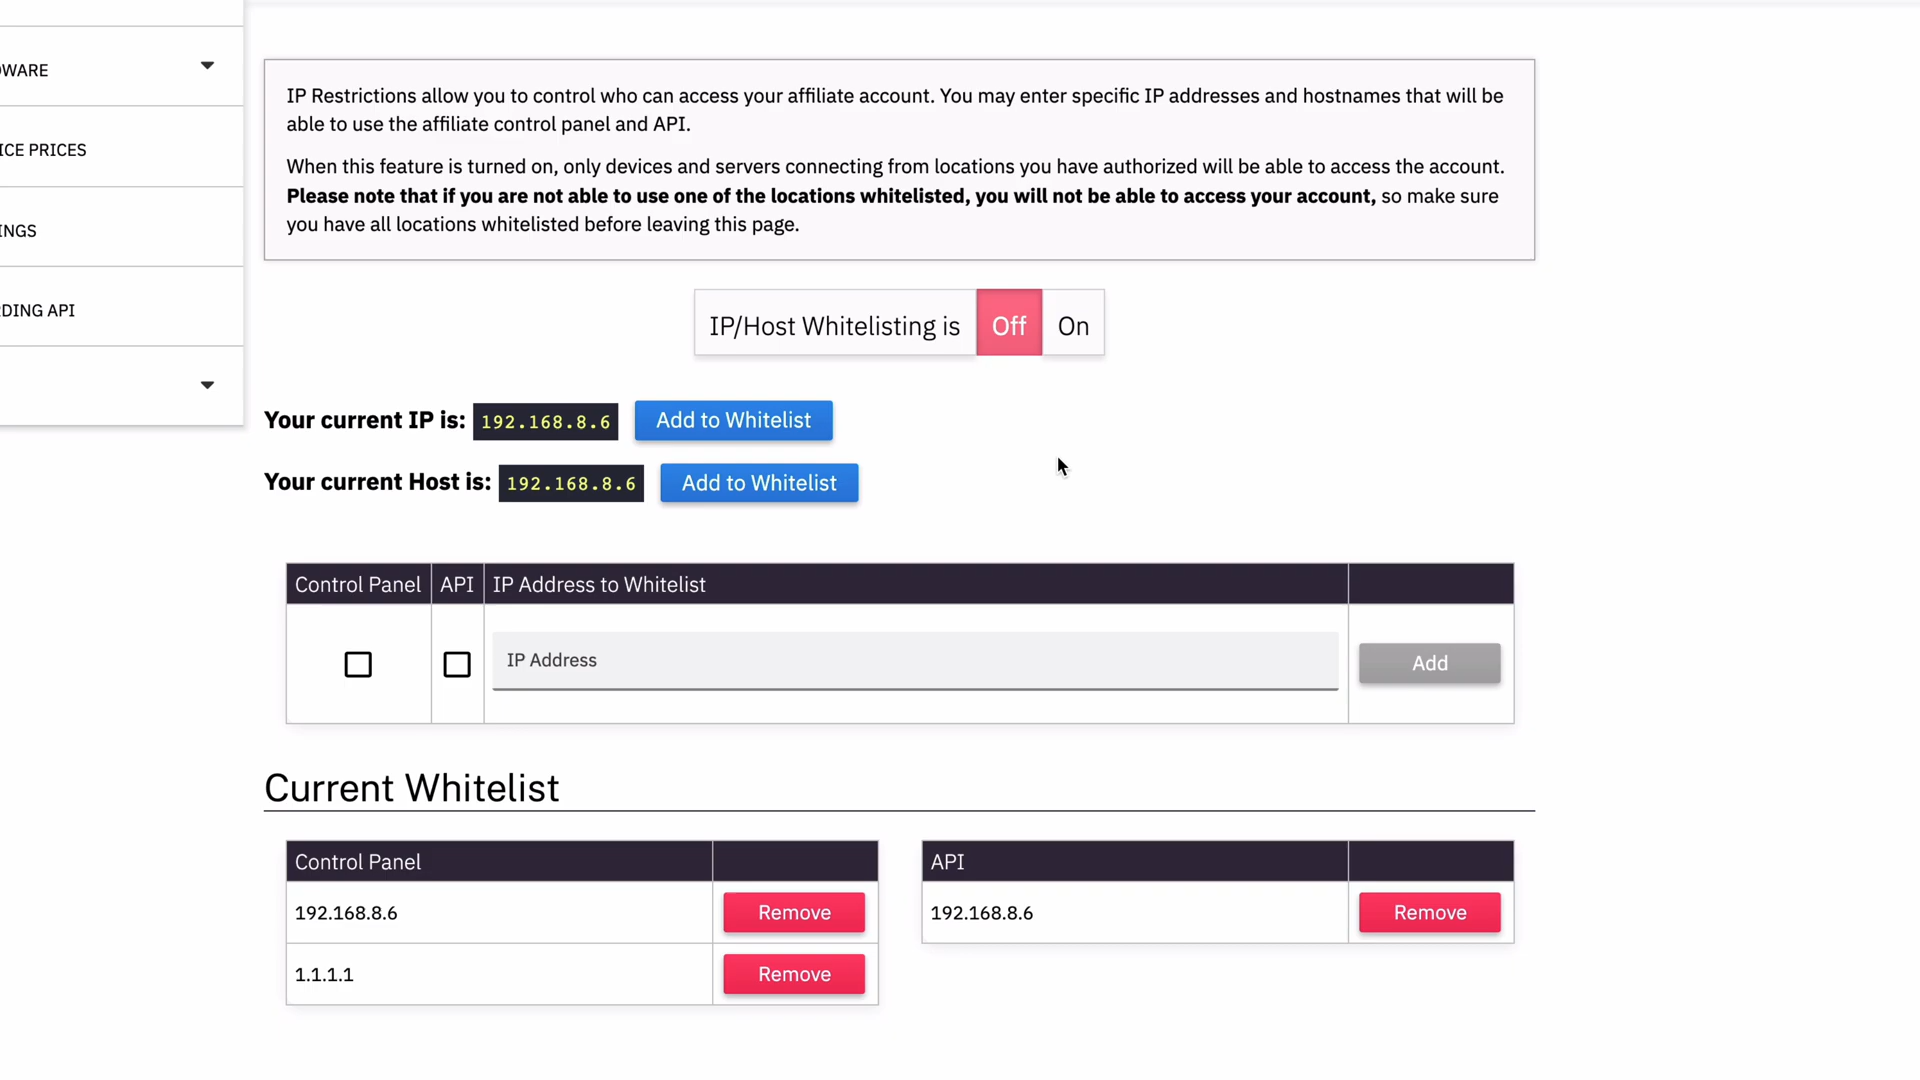 WARE
ICE PRICES
INGS
DING API
IP Restrictions allow you to control who can access your affiliate account. You may enter specific IP addresses and hostnames that will be
able to use the affiliate control panel and API.
When this feature is turned on, only devices and servers connecting from locations you have authorized will be able to access the account.
Please note that if you are not able to use one of the locations whitelisted, you will not be able to access your account, so make sure
you have all locations whitelisted before leaving this page.
IP/Host Whitelisting is Off On
Your current IP is: 192.168.8.6 Add to Whitelist
Your current Host is: 192.168.8.6 Add to Whitelist
Control Panel API IP Address to Whitelist
IP Address Add
Current Whitelist
Control Panel
192.168.8.6 Remove
1.1.1.1 Remove
API
192.168.8.6 Remove